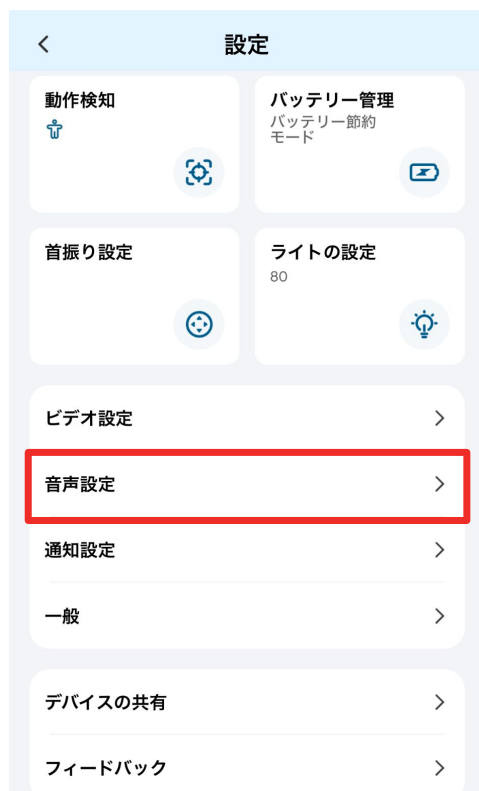 設定
動作検知
バッテリー管理
バッテリー節約
モード
首振り設定
ライトの設定
80
ビデオ設定
音声設定
通知設定
一般
デバイスの共有
フィードバック